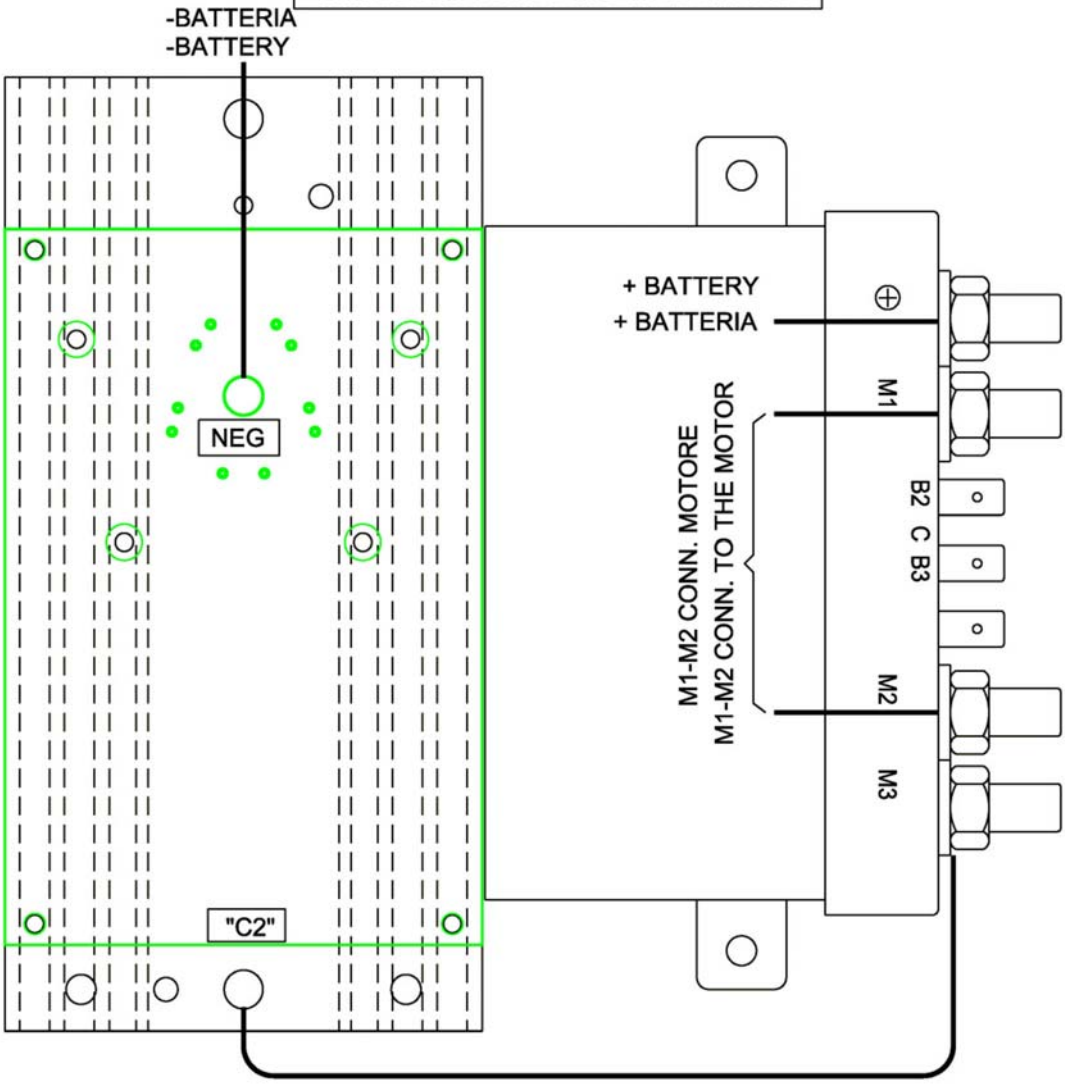 -BATTERIA
-BATTERY
+ BATTERY
+ BATTERIA
⊕
M1
NEG
M1-M2 CONN. MOTORE
M1-M2 CONN. TO THE MOTOR
B2 C B3
M2
M3
"C2"